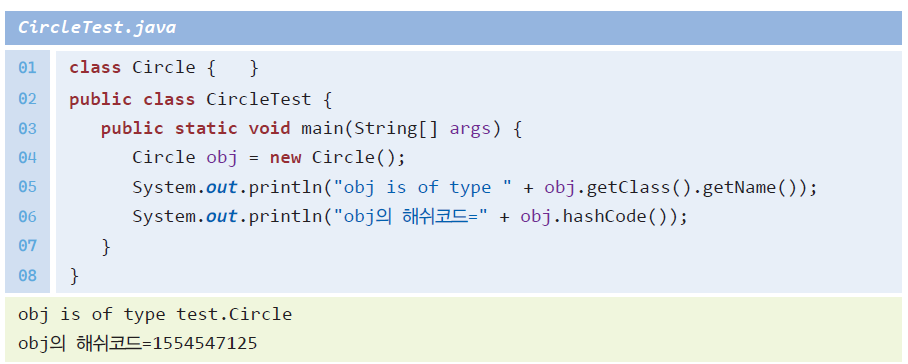 CircleTest.java
01 class Circle {   }
02 public class CircleTest {
03    public static void main(String[] args) {
04       Circle obj = new Circle();
05       System.out.println("obj is of type " + obj.getClass().getName());
06       System.out.println("obj의 해쉬코드=" + obj.hashCode());
07    }
08 }
obj is of type test.Circle
obj의 해쉬코드=1554547125